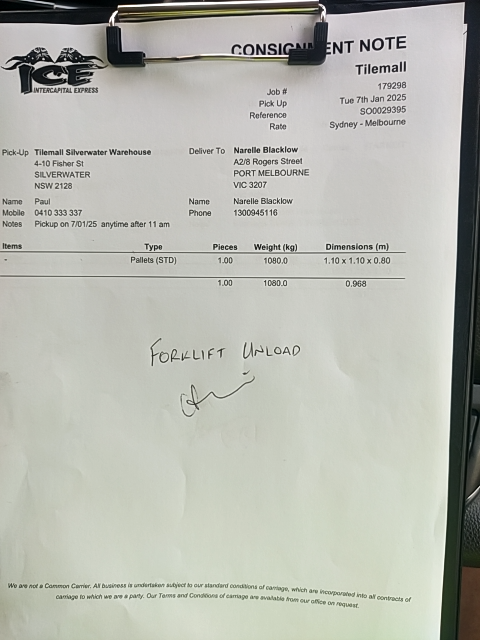 CONSIGNMENT NOTE
ICE
INTERCAPITAL EXPRESS
Tilemall
Job # 179298
Pick Up Tue 7th Jan 2025
Reference SO0029395
Rate Sydney - Melbourne
Pick-Up Tilemall Silverwater Warehouse
4-10 Fisher St
SILVERWATER
NSW 2128
Deliver To Narelle Blacklow
A2/8 Rogers Street
PORT MELBOURNE
VIC 3207
Name Paul
Mobile 0410 333 337
Notes Pickup on 7/01/25 anytime after 11 am
Name Narelle Blacklow
Phone 1300945116
Items Type Pieces Weight (kg) Dimensions (m)
- Pallets (STD) 1.00 1080.0 1.10 x 1.10 x 0.80
1.00 1080.0 0.968
FORKLIFT UNLOAD
We are not a Common Carrier. All business is undertaken subject to our standard conditions of carriage, which are incorporated into all contracts of
carriage to which we are a party. Our Terms and Conditions of carriage are available from our office on request.